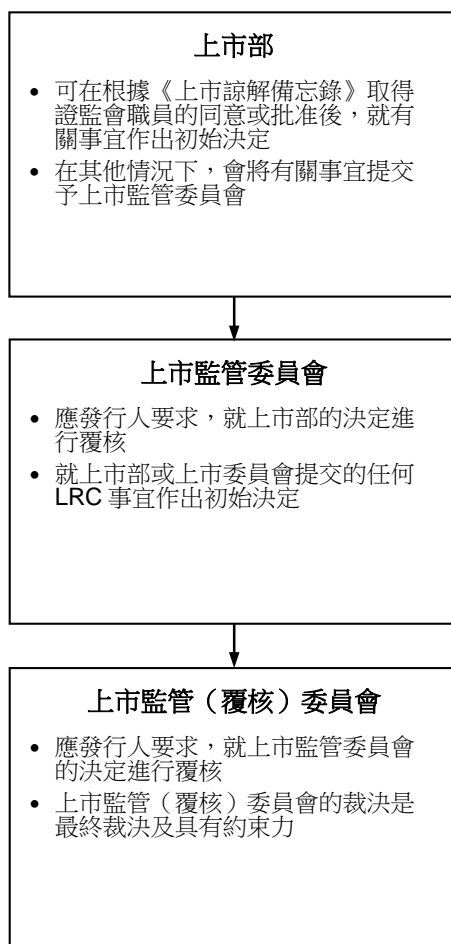 上市部
• 可在根據《上市諒解備忘錄》取得
證監會職員的同意或批准後，就有
關事宜作出初始決定
• 在其他情況下，會將有關事宜提交
予上市監管委員會
上市監管委員會
• 應發行人要求，就上市部的決定進
行覆核
• 就上市部或上市委員會提交的任何
LRC 事宜作出初始決定
上市監管（覆核）委員會
• 應發行人要求，就上市監管委員會
的決定進行覆核
• 上市監管（覆核）委員會的裁決是
最終裁決及具有約束力